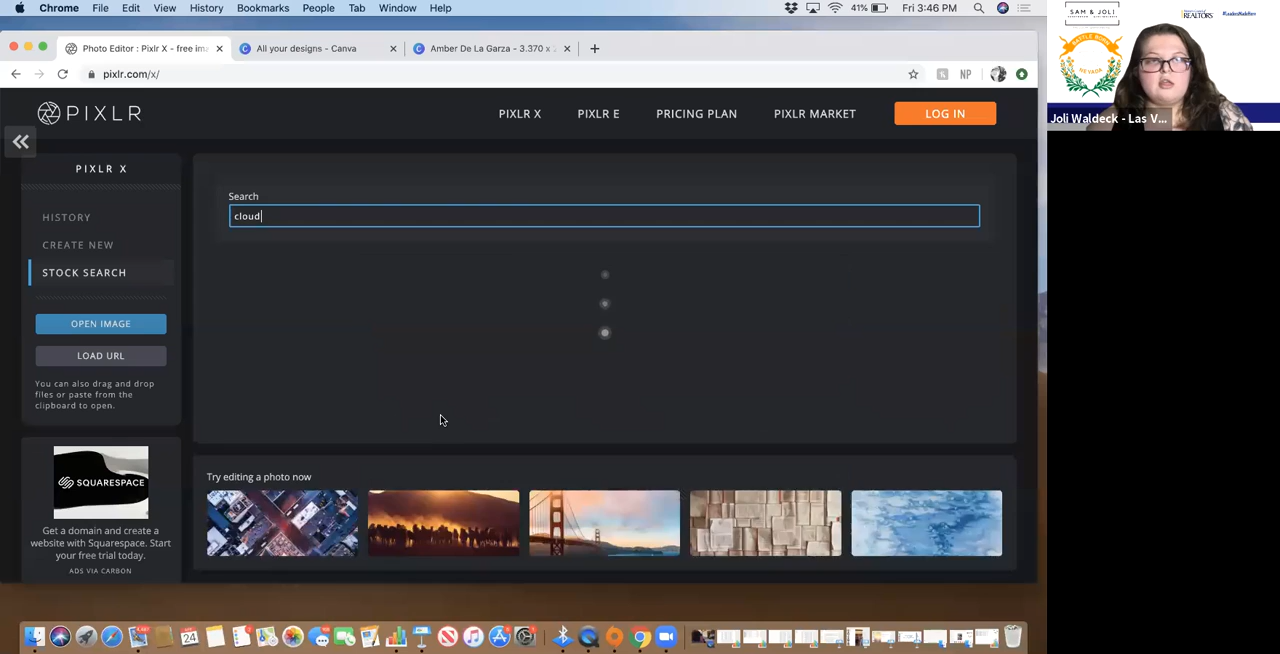 Chrome File Edit View History Bookmarks People Tab Window Help
41% Fri 3:46 PM
Photo Editor : Pixlr X - free ima
All your designs - Canva
Amber De La Garza - 3.370 x
pixlr.com/x/
NP
PIXLR
PIXLR X
PIXLR E
PRICING PLAN
PIXLR MARKET
LOG IN
PIXLR X
HISTORY
CREATE NEW
STOCK SEARCH
OPEN IMAGE
LOAD URL
You can also drag and drop
files or paste from the
clipboard to open.
Search
cloud
SQUARESPACE
Get a domain and create a
website with Squarespace. Start
your free trial today.
ADS VIA CARBON
Try editing a photo now
SAM & JOLI
REALTORS
BATTLE BORN
NEVADA
Joli Waldeck - Las V...
24